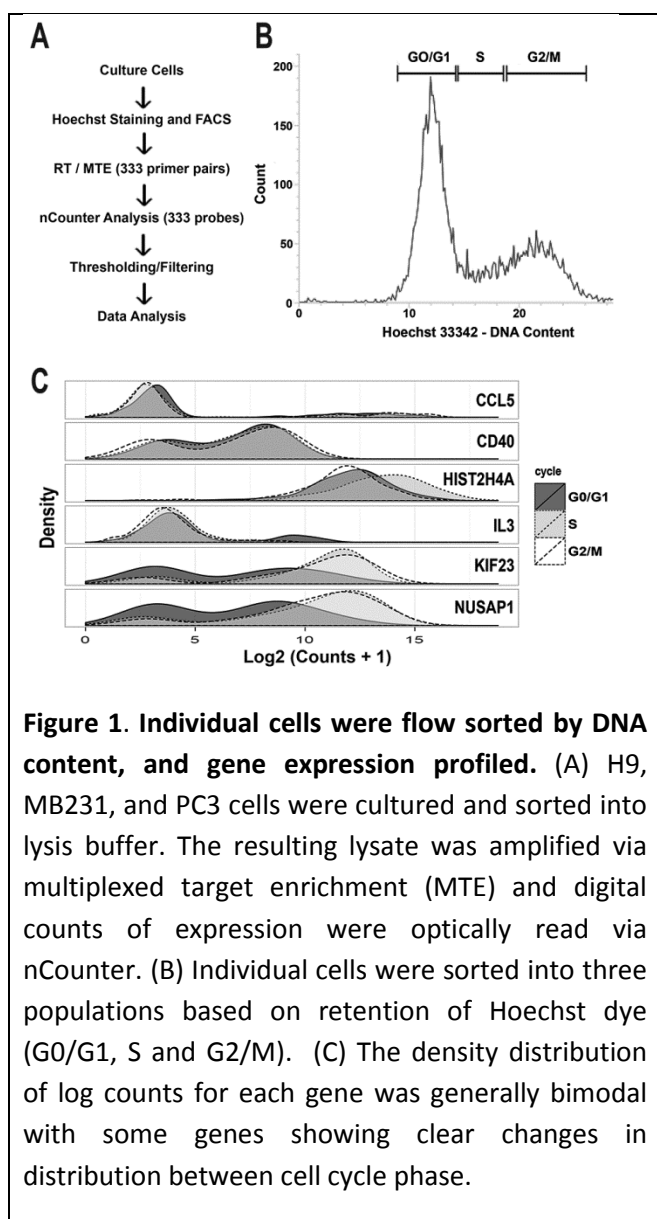 A
Culture Cells
Hoechst Staining and FACS
RT / MTE (333 primer pairs)
nCounter Analysis (333 probes)
Thresholding/Filtering
Data Analysis
B
GO/G1 S G2/M
200
150
100
50
0
Count
0 10 20
Hoechst 33342 - DNA Content
C
CCL5
CD40
HIST2H4A
IL3
KIF23
NUSAP1
Density
0 5 10 15
Log2 (Counts + 1)
cycle
G0/G1
S
G2/M
Figure 1. Individual cells were flow sorted by DNA
content, and gene expression profiled. (A) H9,
MB231, and PC3 cells were cultured and sorted into
lysis buffer. The resulting lysate was amplified via
multiplexed target enrichment (MTE) and digital
counts of expression were optically read via
nCounter. (B) Individual cells were sorted into three
populations based on retention of Hoechst dye
(G0/G1, S and G2/M). (C) The density distribution
of log counts for each gene was generally bimodal
with some genes showing clear changes in
distribution between cell cycle phase.